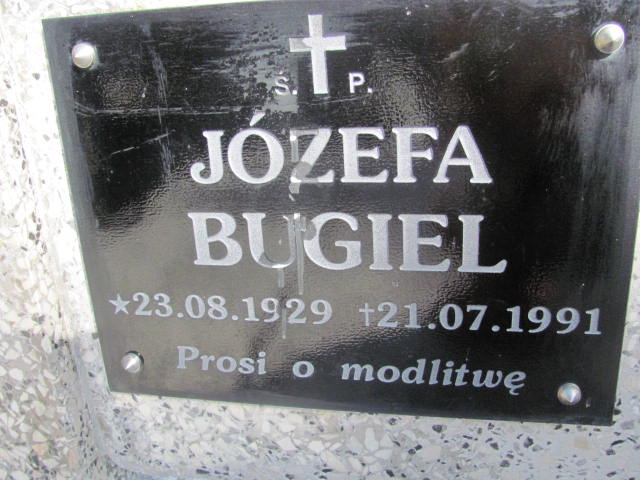 Ś. P.
JÓZEFA
BUGIEL
★23.08.1929 †21.07.1991
Prosi o modlitwę